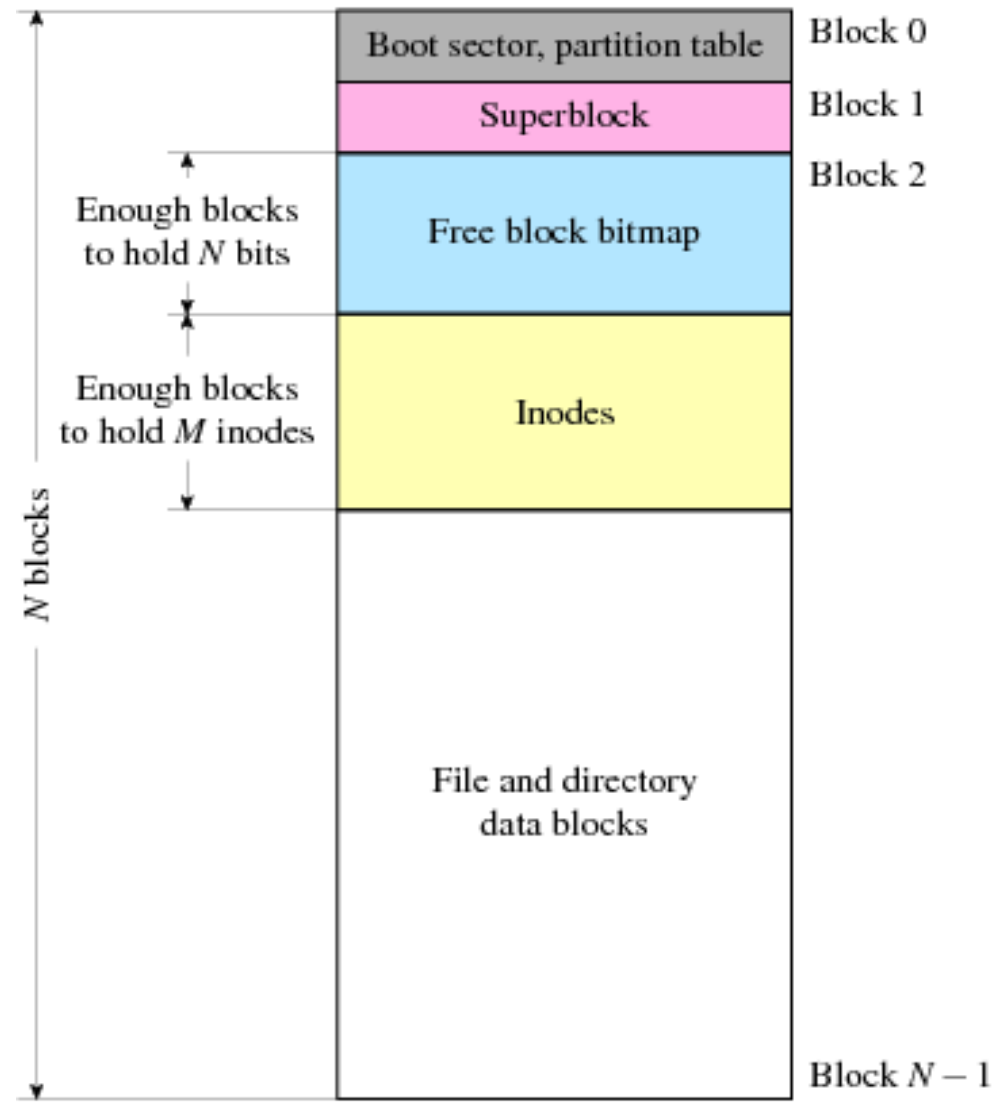 Boot sector, partition table
Block 0
Superblock
Block 1
Block 2
Enough blocks
to hold N bits
Free block bitmap
Enough blocks
to hold M inodes
Inodes
N blocks
File and directory
data blocks
Block N − 1